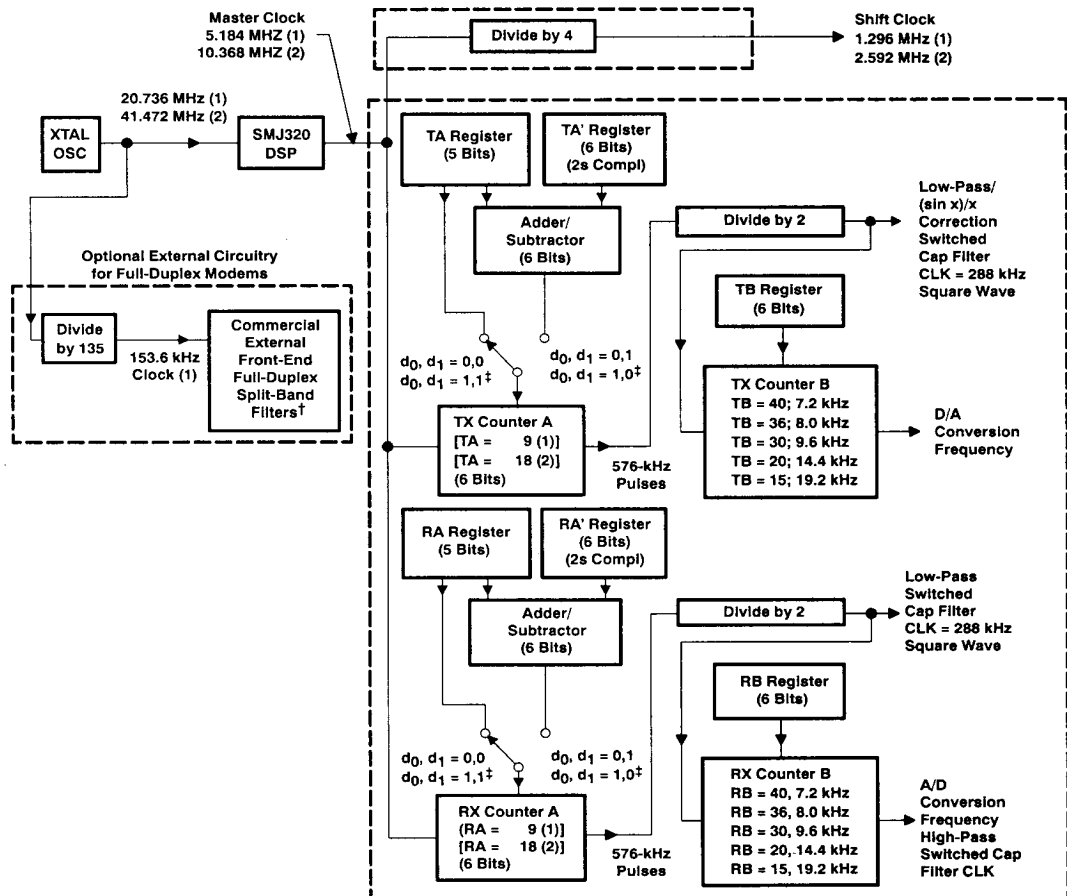 Master Clock
5.184 MHZ (1)
10.368 MHZ (2)
Divide by 4
Shift Clock
1.296 MHz (1)
2.592 MHz (2)
20.736 MHz (1)
41.472 MHz (2)
XTAL
OSC
SMJ320
DSP
TA Register
(5 Bits)
TA' Register
(6 Bits)
(2s Compl)
Adder/
Subtractor
(6 Bits)
Divide by 2
Low-Pass/
(sin x)/x
Correction
Switched
Cap Filter
CLK = 288 kHz
Square Wave
Optional External Circuitry
for Full-Duplex Modems
Divide
by 135
153.6 kHz
Clock (1)
Commercial
External
Front-End
Full-Duplex
Split-Band
Filters†
TB Register
(6 Bits)
d0, d1 = 0,0
d0, d1 = 1,1‡
d0, d1 = 0,1
d0, d1 = 1,0‡
TX Counter A
[TA = 9 (1)]
[TA = 18 (2)]
(6 Bits)
576-kHz
Pulses
TX Counter B
TB = 40; 7.2 kHz
TB = 36; 8.0 kHz
TB = 30; 9.6 kHz
TB = 20; 14.4 kHz
TB = 15; 19.2 kHz
D/A
Conversion
Frequency
RA Register
(5 Bits)
RA' Register
(6 Bits)
(2s Compl)
Adder/
Subtractor
(6 Bits)
Divide by 2
Low-Pass
Switched
Cap Filter
CLK = 288 kHz
Square Wave
RB Register
(6 Bits)
d0, d1 = 0,0
d0, d1 = 1,1‡
d0, d1 = 0,1
d0, d1 = 1,0‡
RX Counter A
(RA = 9 (1)]
[RA = 18 (2)]
(6 Bits)
576-kHz
Pulses
RX Counter B
RB = 40, 7.2 kHz
RB = 36, 8.0 kHz
RB = 30, 9.6 kHz
RB = 20, 14.4 kHz
RB = 15, 19.2 kHz
A/D
Conversion
Frequency
High-Pass
Switched Cap
Filter CLK